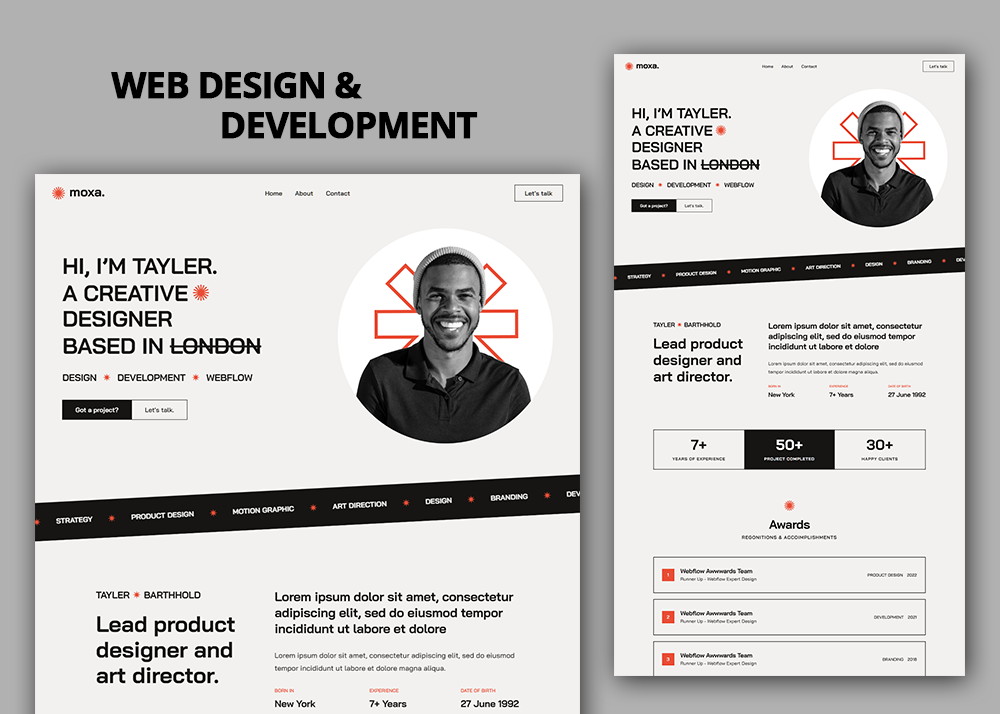 WEB DESIGN &
DEVELOPMENT
moxa.
Home About Contact
Let's talk
HI, I'M TAYLER.
A CREATIVE
DESIGNER
BASED IN LONDON
DESIGN DEVELOPMENT WEBFLOW
Got a project? Let's talk.
STRATEGY PRODUCT DESIGN MOTION GRAPHIC ART DIRECTION DESIGN BRANDING DEV
TAYLER BARTHHOLD
Lead product
designer and
art director.
Lorem ipsum dolor sit amet, consectetur
adipiscing elit, sed do eiusmod tempor
incididunt ut labore et dolore
Lorem ipsum dolor sit amet, consectetur adipiscing elit, sed do eiusmod
tempor incididunt ut labore et dolore magna aliqua.
BORN IN EXPERIENCE DATE OF BIRTH
New York 7+ Years 27 June 1992
moxa.
Home About Contact
Let's talk
HI, I'M TAYLER.
A CREATIVE
DESIGNER
BASED IN LONDON
DESIGN DEVELOPMENT WEBFLOW
Got a project? Let's talk.
STRATEGY PRODUCT DESIGN MOTION GRAPHIC ART DIRECTION DESIGN BRANDING DEV
TAYLER BARTHHOLD
Lead product
designer and
art director.
Lorem ipsum dolor sit amet, consectetur
adipiscing elit, sed do eiusmod tempor
incididunt ut labore et dolore
Lorem ipsum dolor sit amet, consectetur adipiscing elit, sed do eiusmod
tempor incididunt ut labore et dolore magna aliqua.
BORN IN EXPERIENCE DATE OF BIRTH
New York 7+ Years 27 June 1992
7+ 50+ 30+
YEARS OF EXPERIENCE PROJECT COMPLETED HAPPY CLIENTS
Awards
REGONITIONS & ACCOMPLISHMENTS
1 Webflow Awwwards Team
Runner Up - Webflow Expert Design
PRODUCT DESIGN 2022
2 Webflow Awwwards Team
Runner Up - Webflow Expert Design
DEVELOPMENT 2021
3 Webflow Awwwards Team
Runner Up - Webflow Expert Design
BRANDING 2018